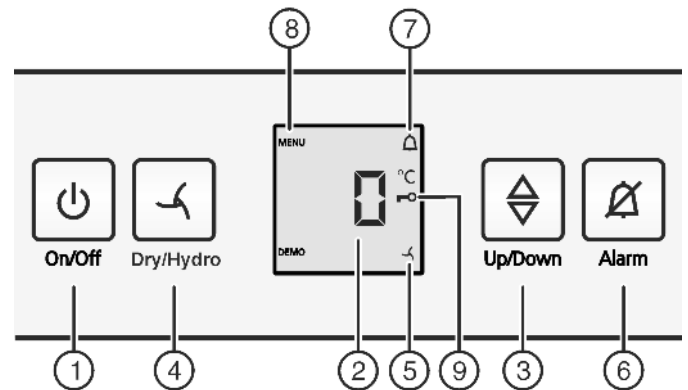 8 7
MENU
0 °C
On/Off Dry/Hydro DEMO Up/Down Alarm
1 4 2 5 9 3 6